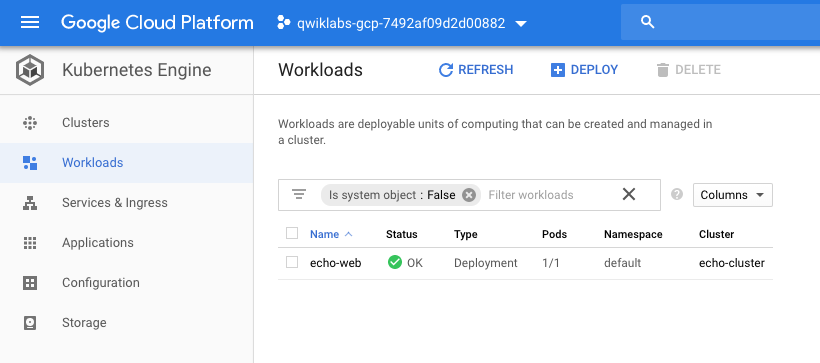 Google Cloud Platform qwiklabs-gcp-7492af09d2d00882
Kubernetes Engine
Workloads REFRESH DEPLOY DELETE
Clusters
Workloads
Services & Ingress
Applications
Configuration
Storage
Workloads are deployable units of computing that can be created and managed in
a cluster.
Is system object : False Filter workloads ? Columns
Name Status Type Pods Namespace Cluster
echo-web OK Deployment 1/1 default echo-cluster